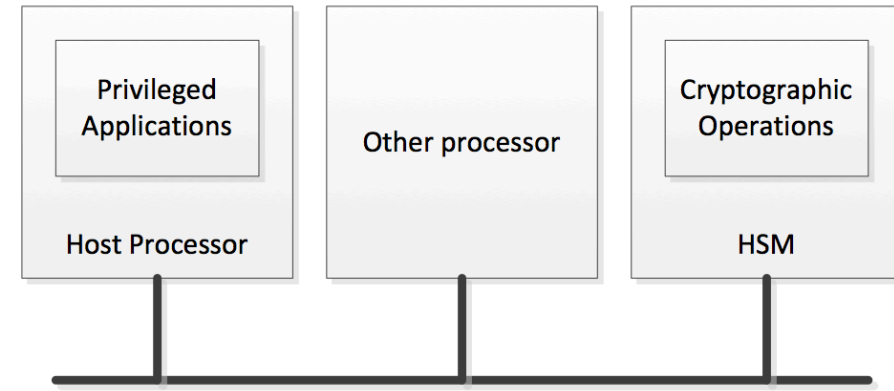 Privileged
Applications
Host Processor
Other processor
Cryptographic
Operations
HSM